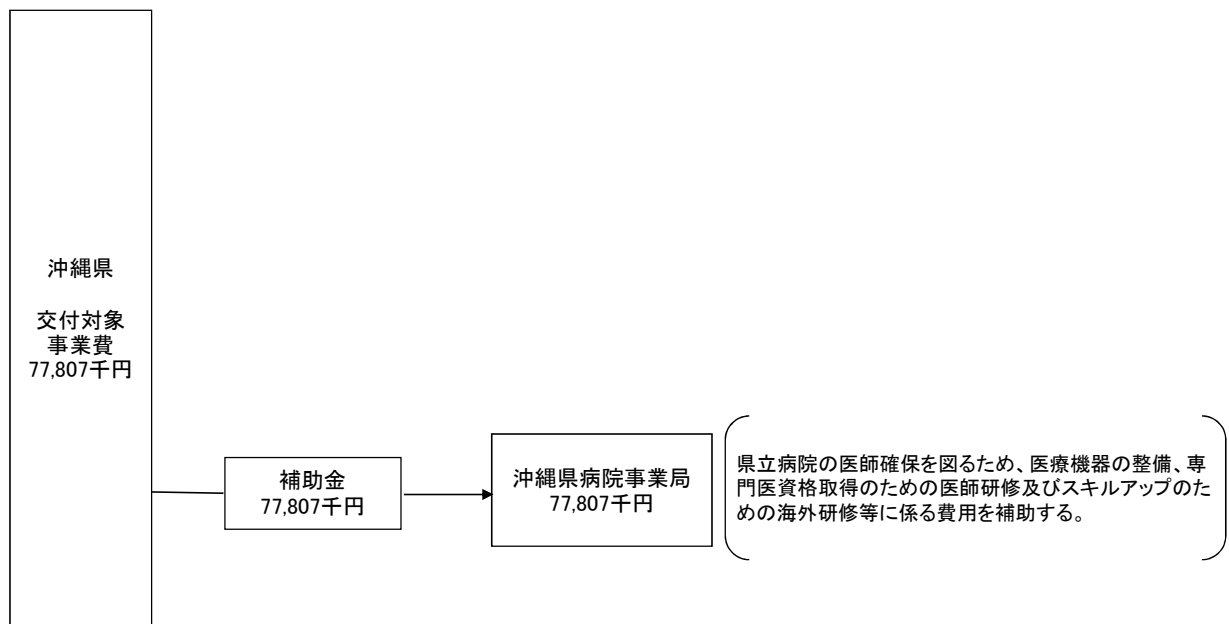 沖縄県
交付対象
事業費
77,807千円
補助金
77,807千円
沖縄県病院事業局
77,807千円
県立病院の医師確保を図るため、医療機器の整備、専
門医資格取得のための医師研修及びスキルアップのた
めの海外研修等に係る費用を補助する。